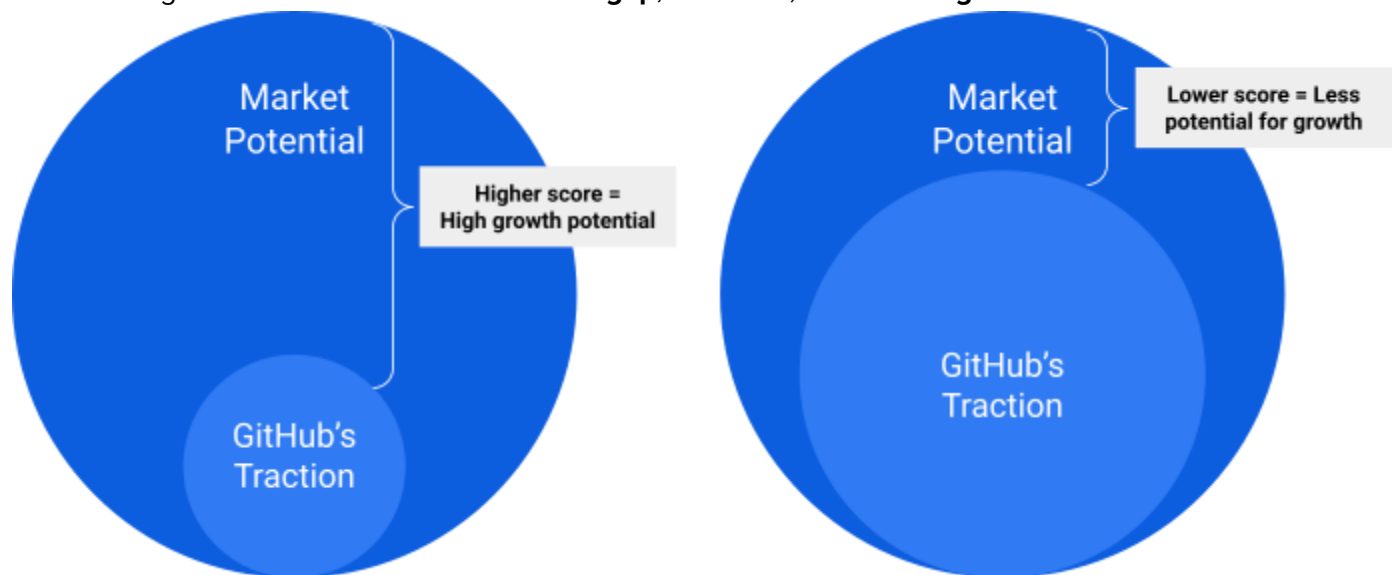 Market
Potential
Higher score =
High growth potential
GitHub's
Traction
Market
Potential
Lower score = Less
potential for growth
GitHub's
Traction